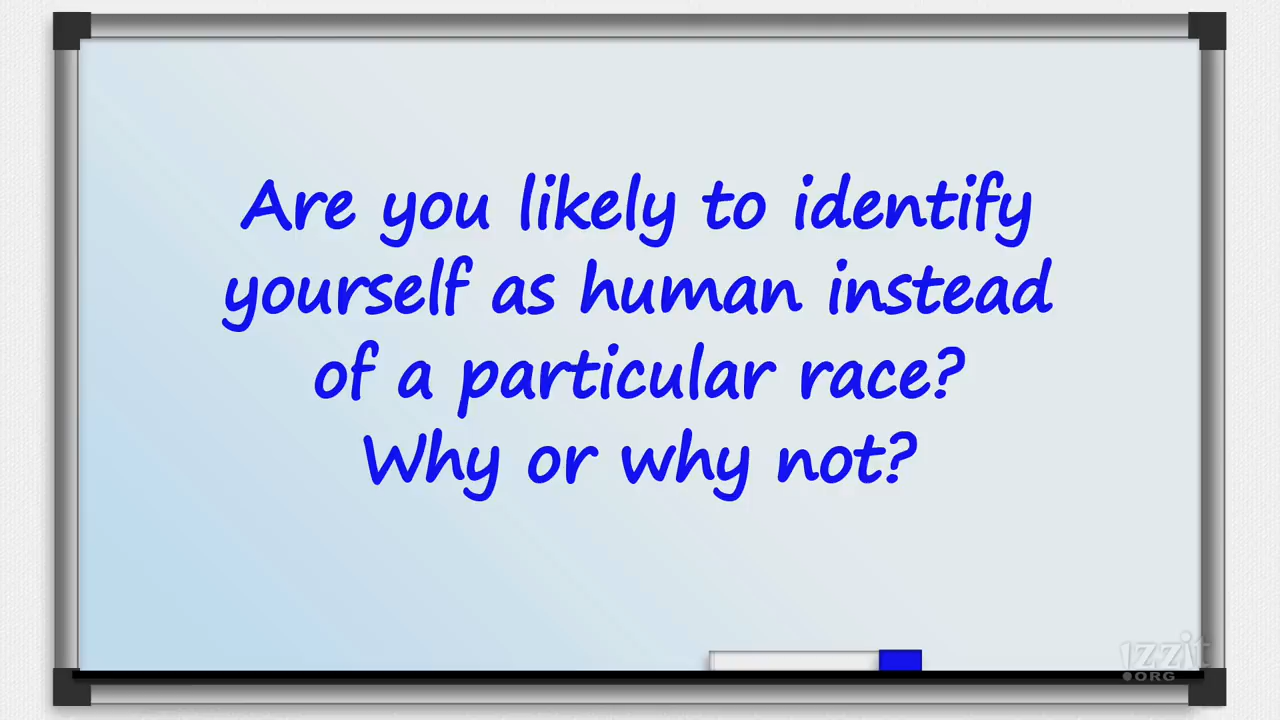 Are you likely to identify
yourself as human instead
of a particular race?
Why or why not?
izzit
.ORG